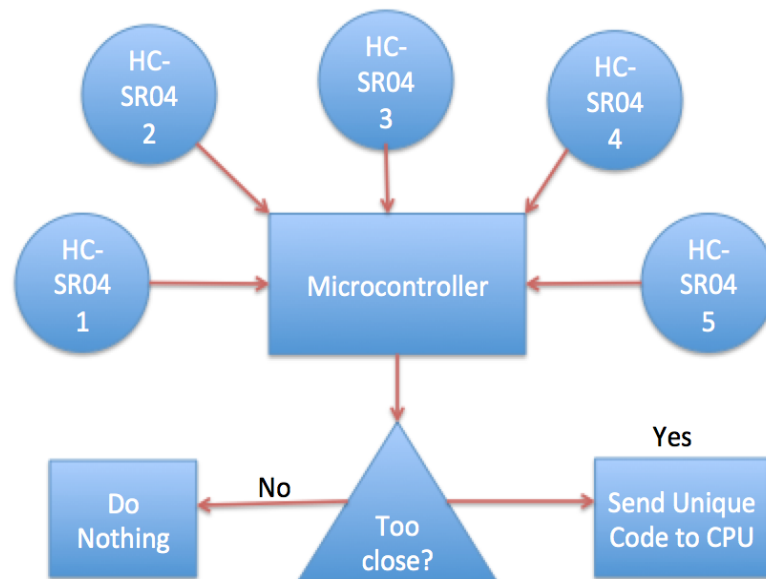 HC-
SR04
2
HC-
SR04
3
HC-
SR04
4
HC-
SR04
1
Microcontroller
HC-
SR04
5
Yes
No
Do
Nothing
Too
close?
Send Unique
Code to CPU